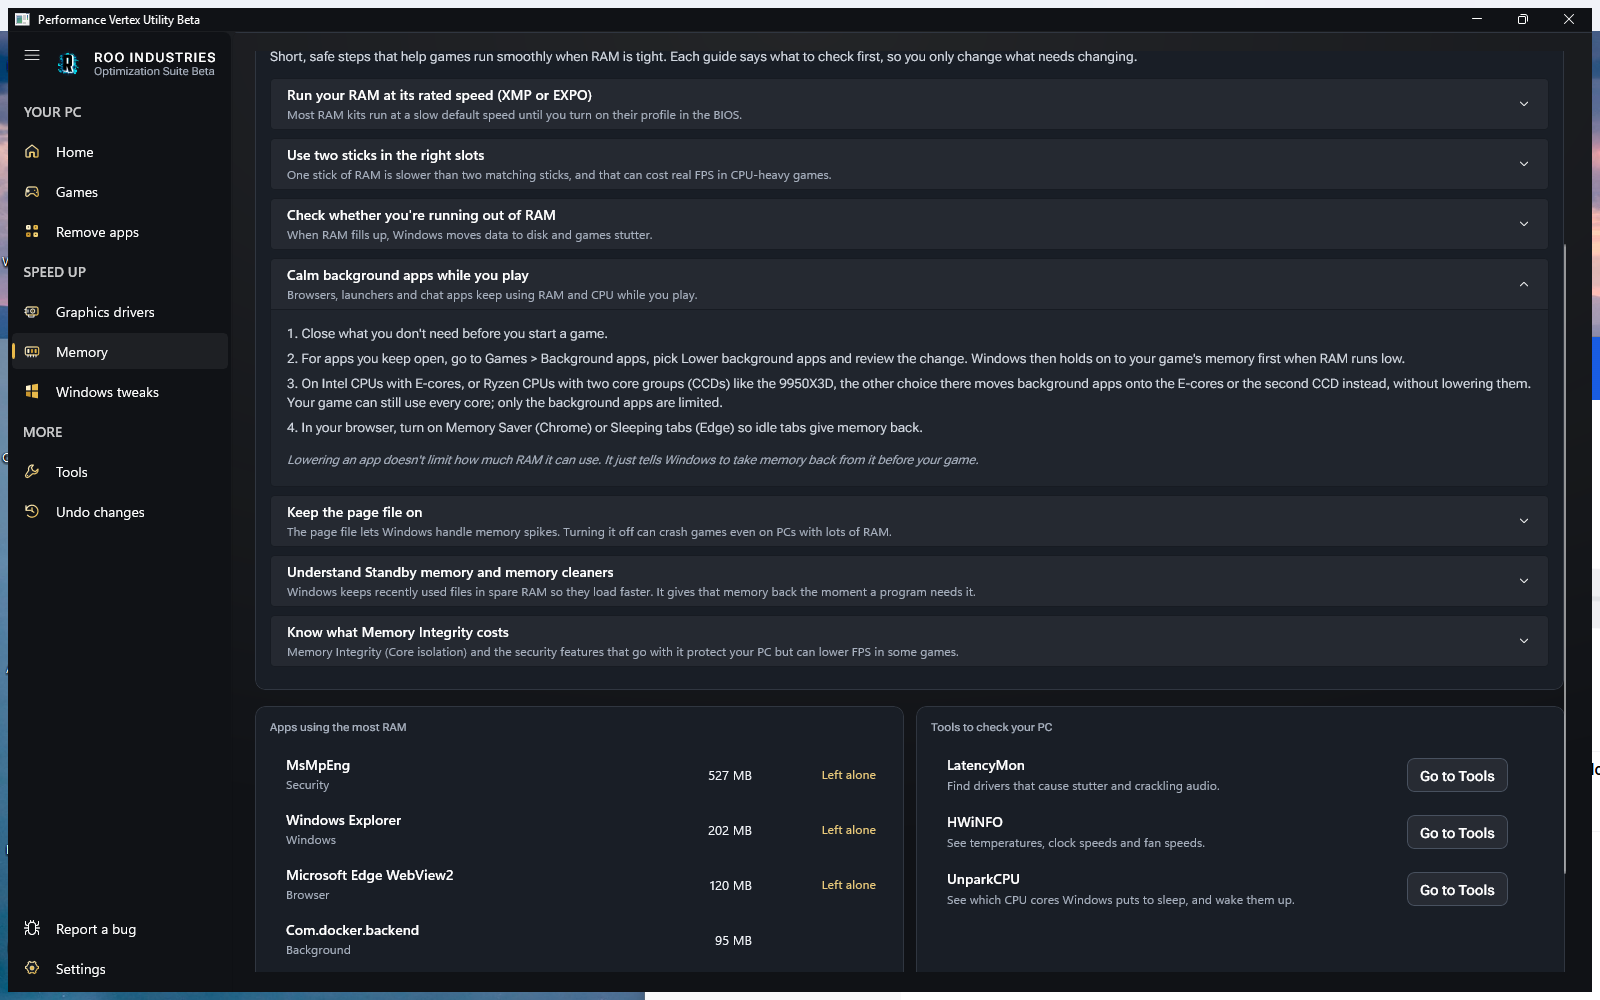 Performance Vertex Utility Beta
ROO INDUSTRIES
Optimization Suite Beta
YOUR PC
Home
Games
Remove apps
SPEED UP
Graphics drivers
Memory
Windows tweaks
MORE
Tools
Undo changes
Report a bug
Settings
Short, safe steps that help games run smoothly when RAM is tight. Each guide says what to check first, so you only change what needs changing.
Run your RAM at its rated speed (XMP or EXPO)
Most RAM kits run at a slow default speed until you turn on their profile in the BIOS.
Use two sticks in the right slots
One stick of RAM is slower than two matching sticks, and that can cost real FPS in CPU-heavy games.
Check whether you're running out of RAM
When RAM fills up, Windows moves data to disk and games stutter.
Calm background apps while you play
Browsers, launchers and chat apps keep using RAM and CPU while you play.
1. Close what you don't need before you start a game.
2. For apps you keep open, go to Games > Background apps, pick Lower background apps and review the change. Windows then holds on to your game's memory first when RAM runs low.
3. On Intel CPUs with E-cores, or Ryzen CPUs with two core groups (CCDs) like the 9950X3D, the other choice there moves background apps onto the E-cores or the second CCD instead, without lowering them.
Your game can still use every core; only the background apps are limited.
4. In your browser, turn on Memory Saver (Chrome) or Sleeping tabs (Edge) so idle tabs give memory back.
Lowering an app doesn't limit how much RAM it can use. It just tells Windows to take memory back from it before your game.
Keep the page file on
The page file lets Windows handle memory spikes. Turning it off can crash games even on PCs with lots of RAM.
Understand Standby memory and memory cleaners
Windows keeps recently used files in spare RAM so they load faster. It gives that memory back the moment a program needs it.
Know what Memory Integrity costs
Memory Integrity (Core isolation) and the security features that go with it protect your PC but can lower FPS in some games.
Apps using the most RAM
MsMpEng
Security
527 MB
Left alone
Windows Explorer
Windows
202 MB
Left alone
Microsoft Edge WebView2
Browser
120 MB
Left alone
Com.docker.backend
Background
95 MB
Tools to check your PC
LatencyMon
Find drivers that cause stutter and crackling audio.
Go to Tools
HWiNFO
See temperatures, clock speeds and fan speeds.
Go to Tools
UnparkCPU
See which CPU cores Windows puts to sleep, and wake them up.
Go to Tools